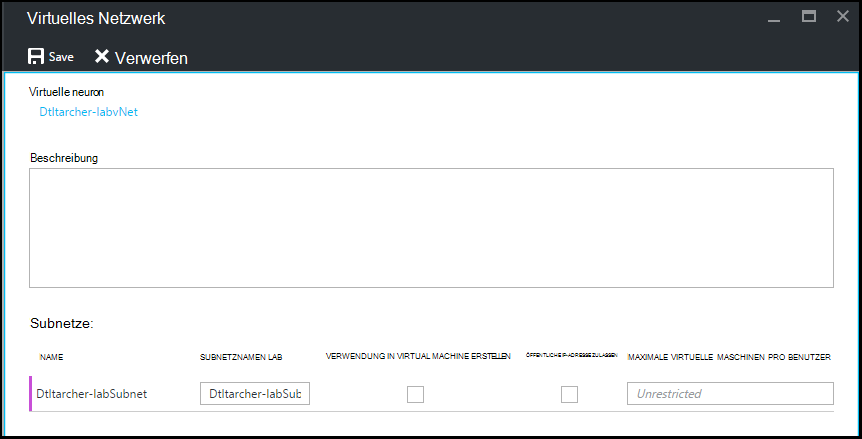 Virtuelles Netzwerk
Save Verwerfen
Virtuelle neuron
Dtltarcher-labvNet
Beschreibung
Subnetze:
NAME SUBNETZNAMEN LAB VERWENDUNG IN VIRTUAL MACHINE ERSTELLEN ÖFFENTLICHE IP-ADRESSE ZULASSEN MAXIMALE VIRTUELLE MASCHINEN PRO BENUTZER
Dtltarcher-labSubnet Dtltarcher-labSub Unrestricted